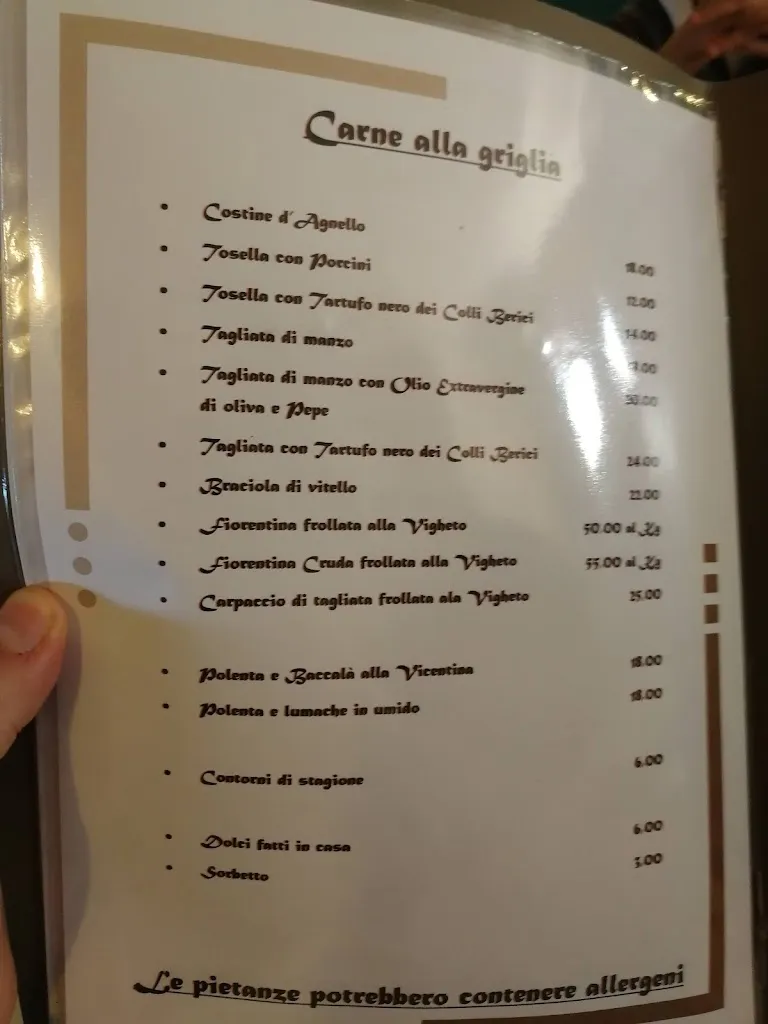 Carne alla griglia
• Costine d'Agnello 18.00
• Tosella con Porcini 12.00
• Tosella con Tartufo nero dei Colli Berici 14.00
• Tagliata di manzo
• Tagliata di manzo con Olio Extravergine
di oliva e Pepe
• Tagliata con Tartufo nero dei Colli Berici 24.00
• Braciola di vitello 22.00
• Fiorentina frollata alla Vigheto 50.00 al Kg
• Fiorentina Cruda frollata alla Vigheto 55.00 al Kg
• Carpaccio di tagliata frollata ala Vigheto 25.00
• Polenta e Baccalà alla Vicentina 18.00
• Polenta e lumache in umido 18.00
• Contorni di stagione 6.00
• Dolci fatti in casa 6.00
• Sorbetto 3.00
Le pietanze potrebbero contenere allergeni